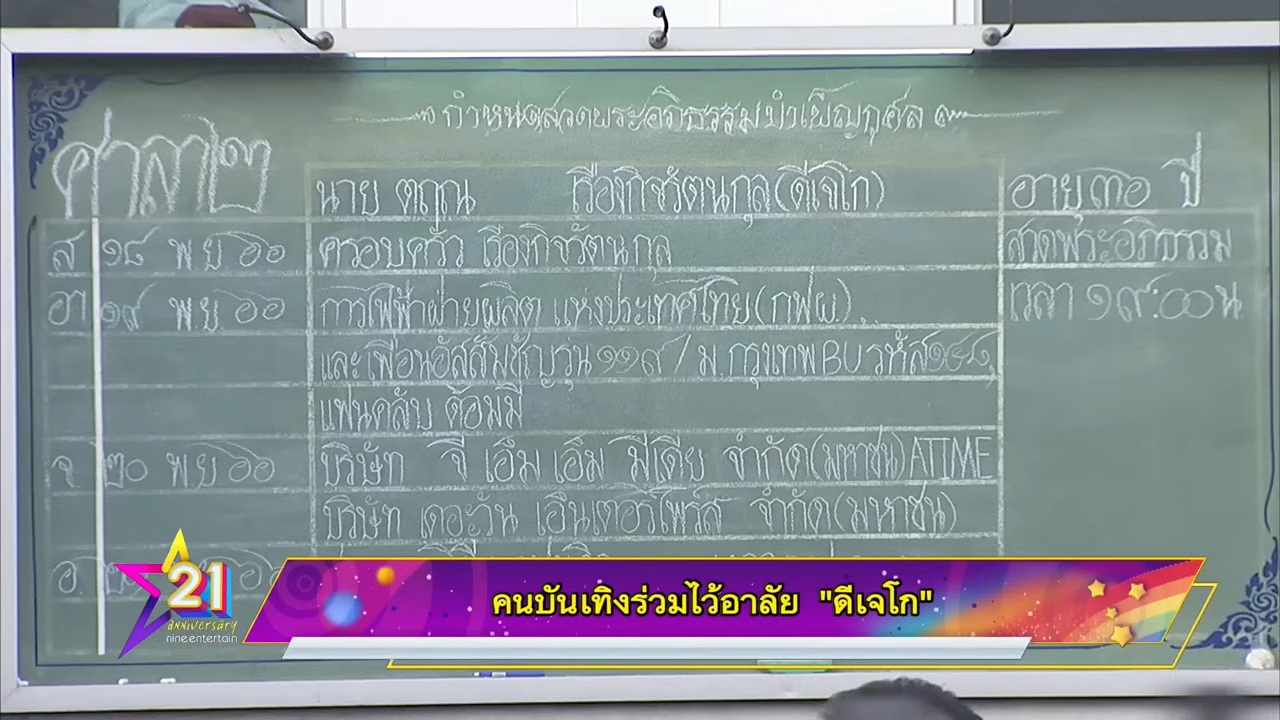 กำหนดสวดพระอภิธรรมบำเพ็ญกุศล
ศาลา ๒
นาย ตฤณ เรืองกิจรัตนกุล(ดีเจโก) อายุ ๓๐ ปี
ส ๑๘ พ ย ๖๖ ครอบครัว เรืองกิจรัตนกุล สวดพระอภิธรรม
อา ๑๙ พ.ย ๖๖ การไฟฟ้าฝ่ายผลิต แห่งประเทศไทย(กฟผ.) เวลา ๑๙:๐๐ น
และเพื่อนอัสสัมชัญรุ่น ๑๑๙ / ม.กรุงเทพ BU รหัส
แฟนคลับ ต้อมมี่
จ ๒๐ พ ย ๖๖ บริษัท จี เอ็ม เอ็ม มีเดีย จำกัด(มหาชน) ATIME
บริษัท เดอะวัน เอ็นเตอร์ไพร์ส จำกัด(มหาชน)
อ.
21
anniversary
nineentertain
คนบันเทิงร่วมไว้อาลัย "ดีเจโก"